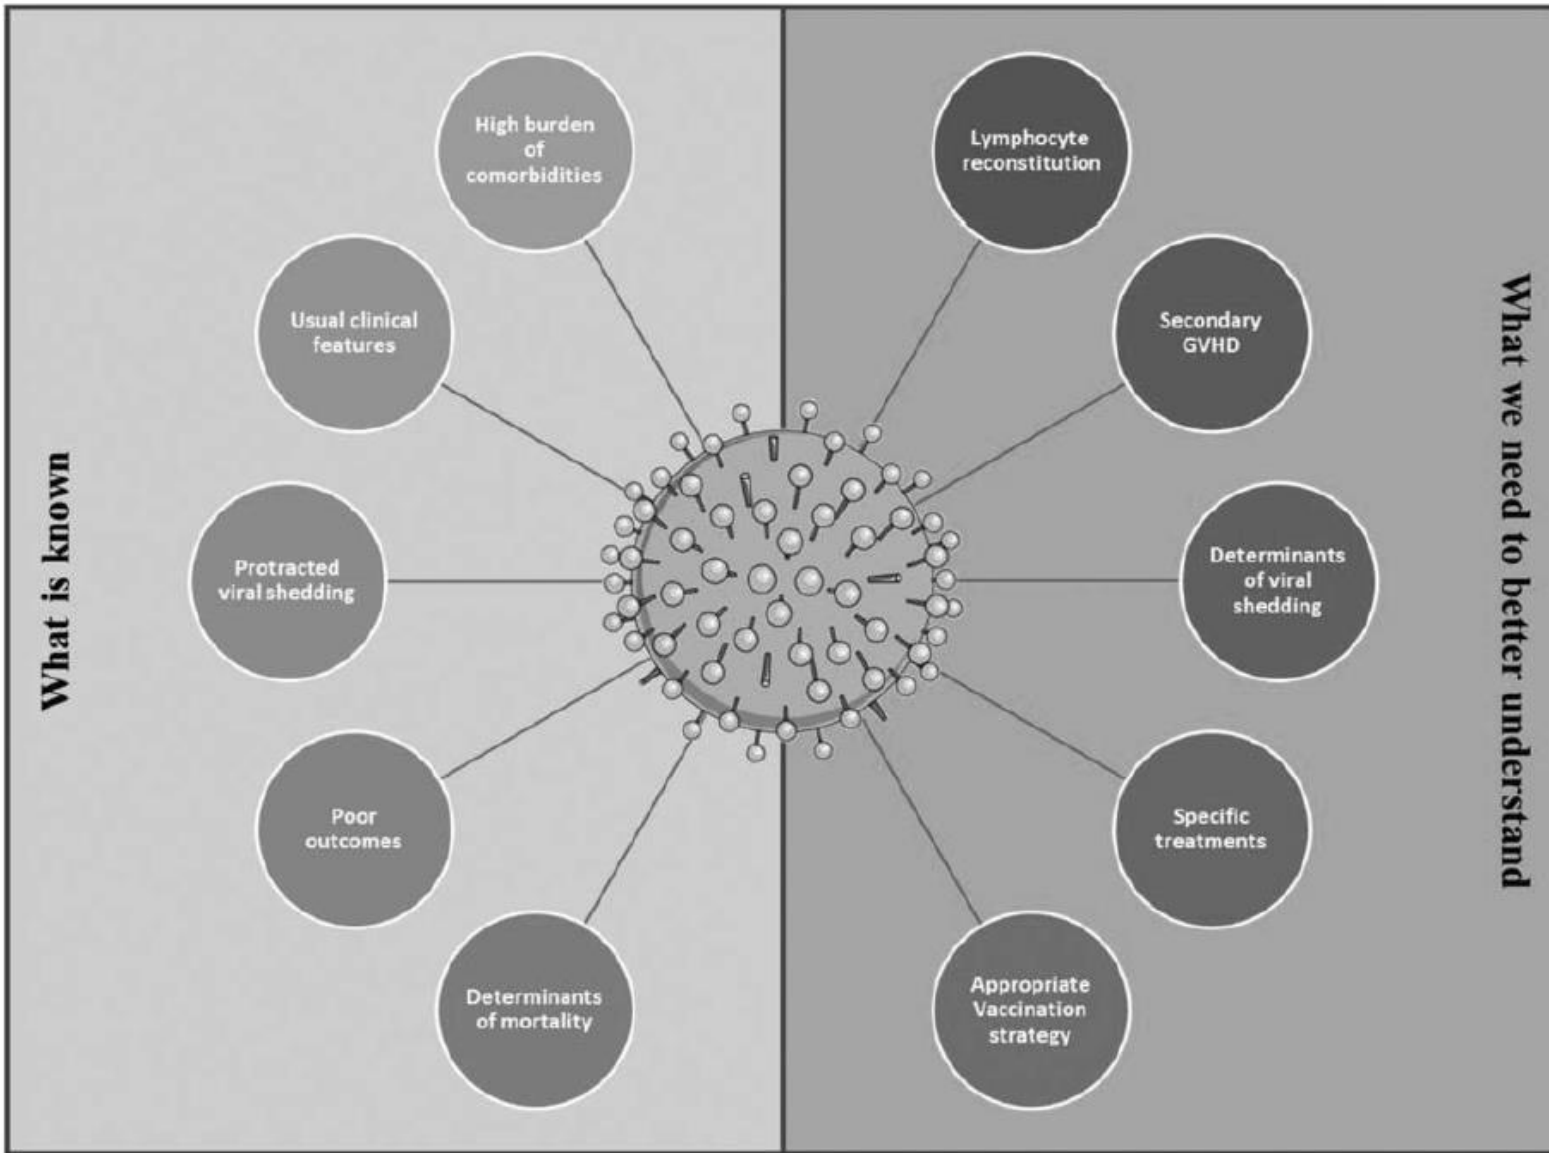 What is known
High burden
of
comorbidities
Usual clinical
features
Protracted
viral shedding
Poor
outcomes
Determinants
of mortality
What we need to better understand
Lymphocyte
reconstitution
Secondary
GVHD
Determinants
of viral
shedding
Specific
treatments
Appropriate
Vaccination
strategy